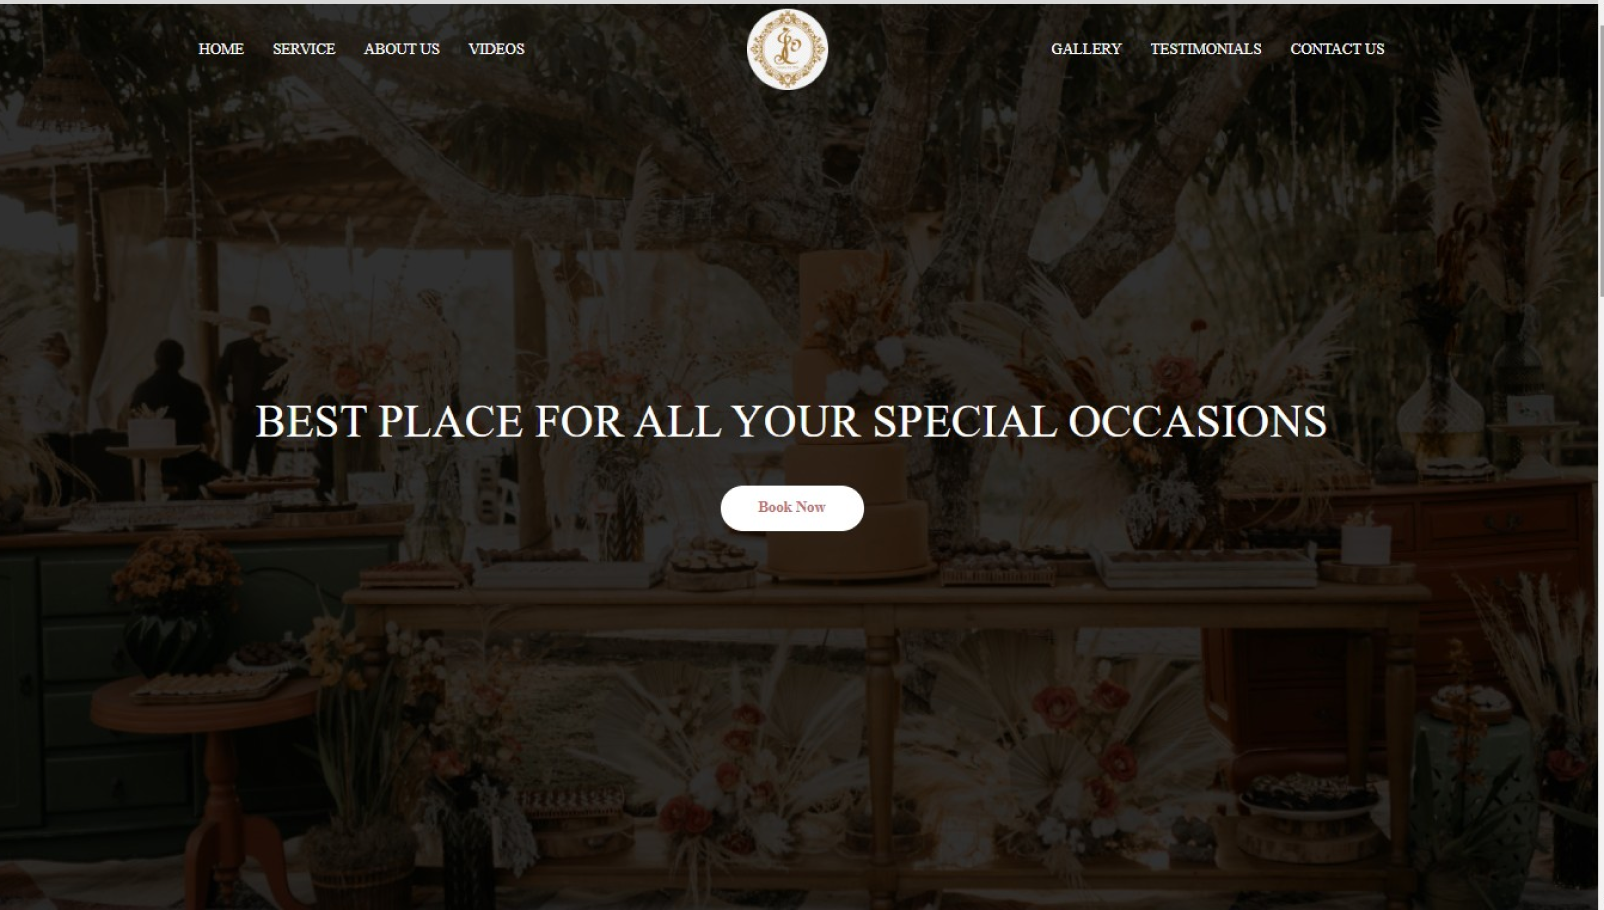 HOME SERVICE ABOUT US VIDEOS GALLERY TESTIMONIALS CONTACT US
BEST PLACE FOR ALL YOUR SPECIAL OCCASIONS
Book Now